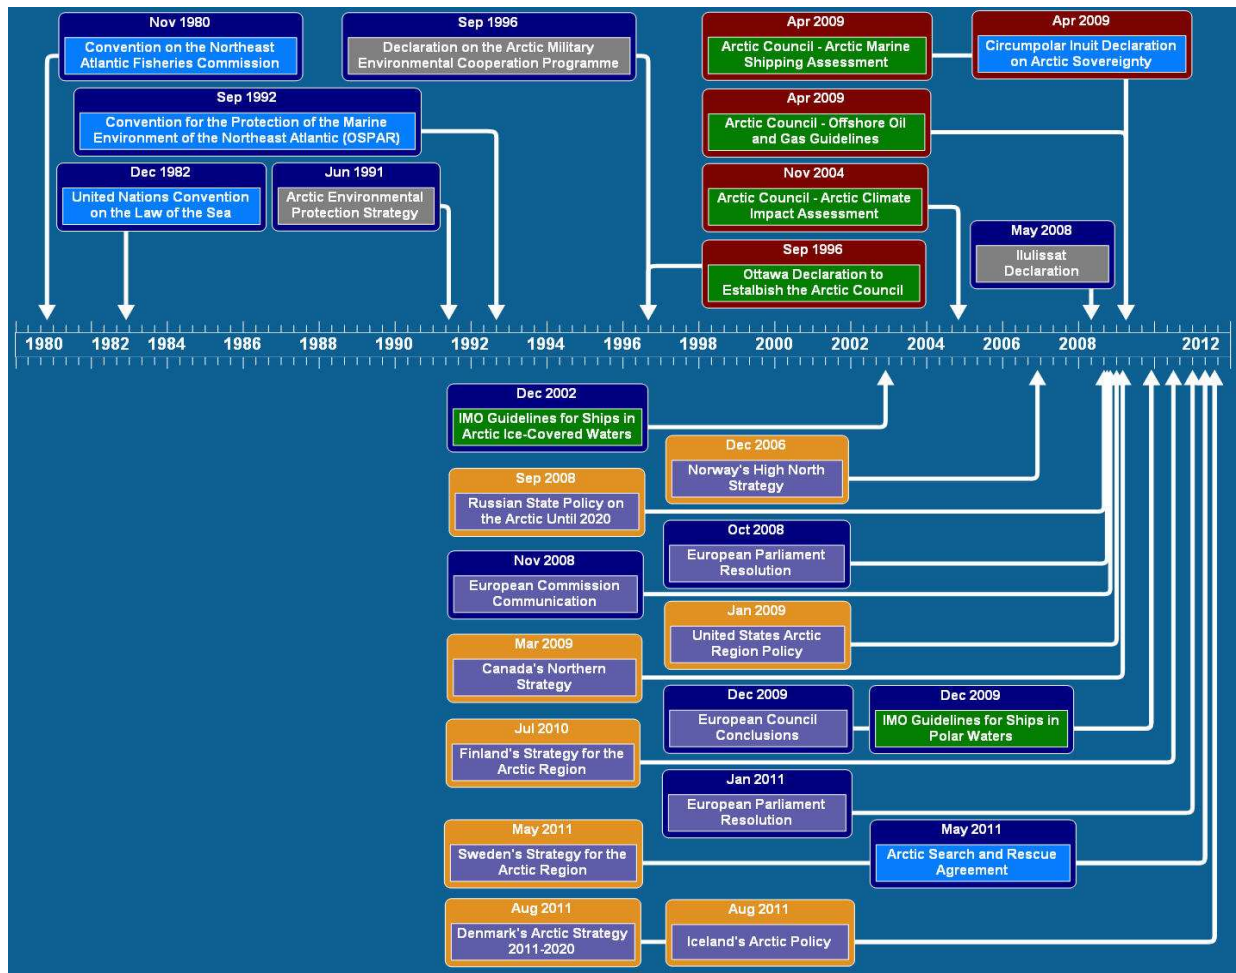 Nov 1980
Convention on the Northeast
Atlantic Fisheries Commission
Sep 1996
Declaration on the Arctic Military
Environmental Cooperation Programme
Apr 2009
Arctic Council - Arctic Marine
Shipping Assessment
Apr 2009
Circumpolar Inuit Declaration
on Arctic Sovereignty
Sep 1992
Convention for the Protection of the Marine
Environment of the Northeast Atlantic (OSPAR)
Apr 2009
Arctic Council - Offshore Oil
and Gas Guidelines
Dec 1982
United Nations Convention
on the Law of the Sea
Jun 1991
Arctic Environmental
Protection Strategy
Nov 2004
Arctic Council - Arctic Climate
Impact Assessment
May 2008
Ilulissat
Declaration
Sep 1996
Ottawa Declaration to
Estalbish the Arctic Council
1980 1982 1984 1986 1988 1990 1992 1994 1996 1998 2000 2002 2004 2006 2008 2012
Dec 2002
IMO Guidelines for Ships in
Arctic Ice-Covered Waters
Dec 2006
Norway's High North
Strategy
Sep 2008
Russian State Policy on
the Arctic Until 2020
Oct 2008
European Parliament
Resolution
Nov 2008
European Commission
Communication
Jan 2009
United States Arctic
Region Policy
Mar 2009
Canada's Northern
Strategy
Dec 2009
European Council
Conclusions
Dec 2009
IMO Guidelines for Ships in
Polar Waters
Jul 2010
Finland's Strategy for the
Arctic Region
Jan 2011
European Parliament
Resolution
May 2011
Sweden's Strategy for the
Arctic Region
May 2011
Arctic Search and Rescue
Agreement
Aug 2011
Denmark's Arctic Strategy
2011-2020
Aug 2011
Iceland's Arctic Policy